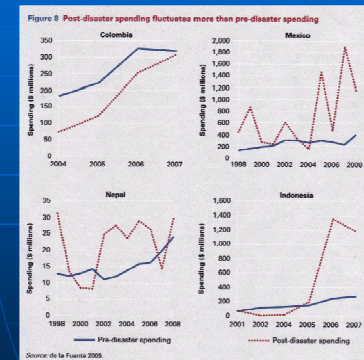 Figure 8 Post-disaster spending fluctuates more than pre-disaster spending
Colombia
Spending ($ millions)
350
300
250
200
150
100
50
0
2004 2005 2006 2007
Mexico
Spending ($ millions)
2,000
1,800
1,600
1,400
1,200
1,000
800
600
400
200
0
1998 2000 2002 2004 2006 2008
Nepal
Spending ($ millions)
35
30
25
20
15
10
5
0
1998 2000 2002 2004 2006 2008
Indonesia
Spending ($ millions)
1,600
1,400
1,200
1,000
800
600
400
200
0
2001 2002 2003 2004 2005 2006 2007
Pre-disaster spending
Post-disaster spending
Source: de la Fuente 2009.